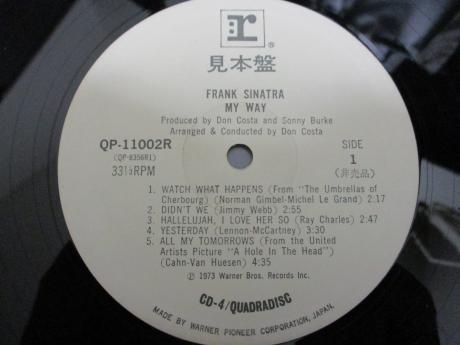 r
®
見本盤
FRANK SINATRA
MY WAY
Produced by Don Costa and Sonny Burke
Arranged & Conducted by Don Costa
QP-11002R
(QP-8356R1)
33⅓RPM
SIDE
1
(非売品)
1. WATCH WHAT HAPPENS (From "The Umbrellas of
Cherbourg) (Norman Gimbel-Michel Le Grand) 2:17
2. DIDN'T WE (Jimmy Webb) 2:55
3. HALLELUJAH, I LOVE HER SO (Ray Charles) 2:47
4. YESTERDAY (Lennon-McCartney) 3:30
5. ALL MY TOMORROWS (From the United
Artists Picture "A Hole In The Head")
(Cahn-Van Huesen) 4:35
℗ 1973 Warner Bros. Records Inc.
CD-4/QUADRADISC
MADE BY WARNER PIONEER CORPORATION, JAPAN.